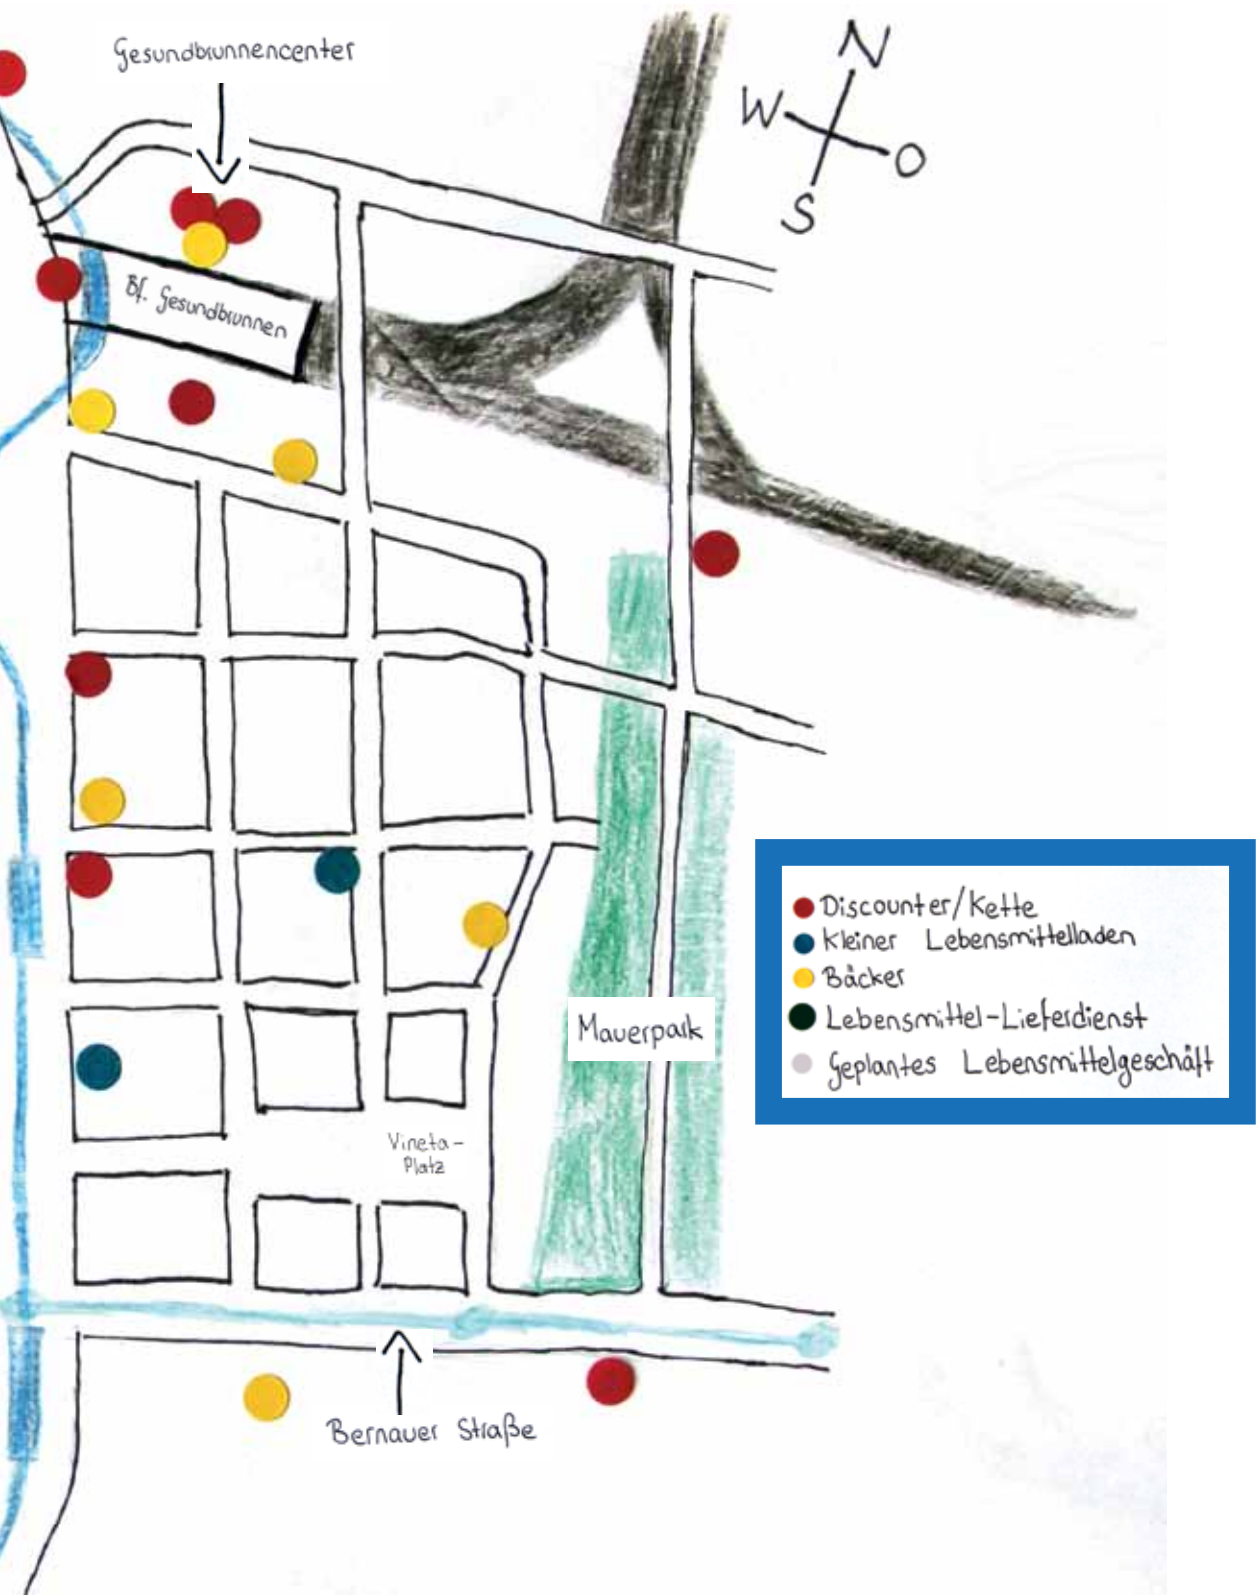 Gesundbrunnencenter
N
W
O
S
Bf. Gesundbrunnen
Discounter/Kette
Kleiner Lebensmittelladen
Bäcker
Lebensmittel-Lieferdienst
Geplantes Lebensmittelgeschäft
Mauerpark
Vineta-
Platz
Bernauer Straße